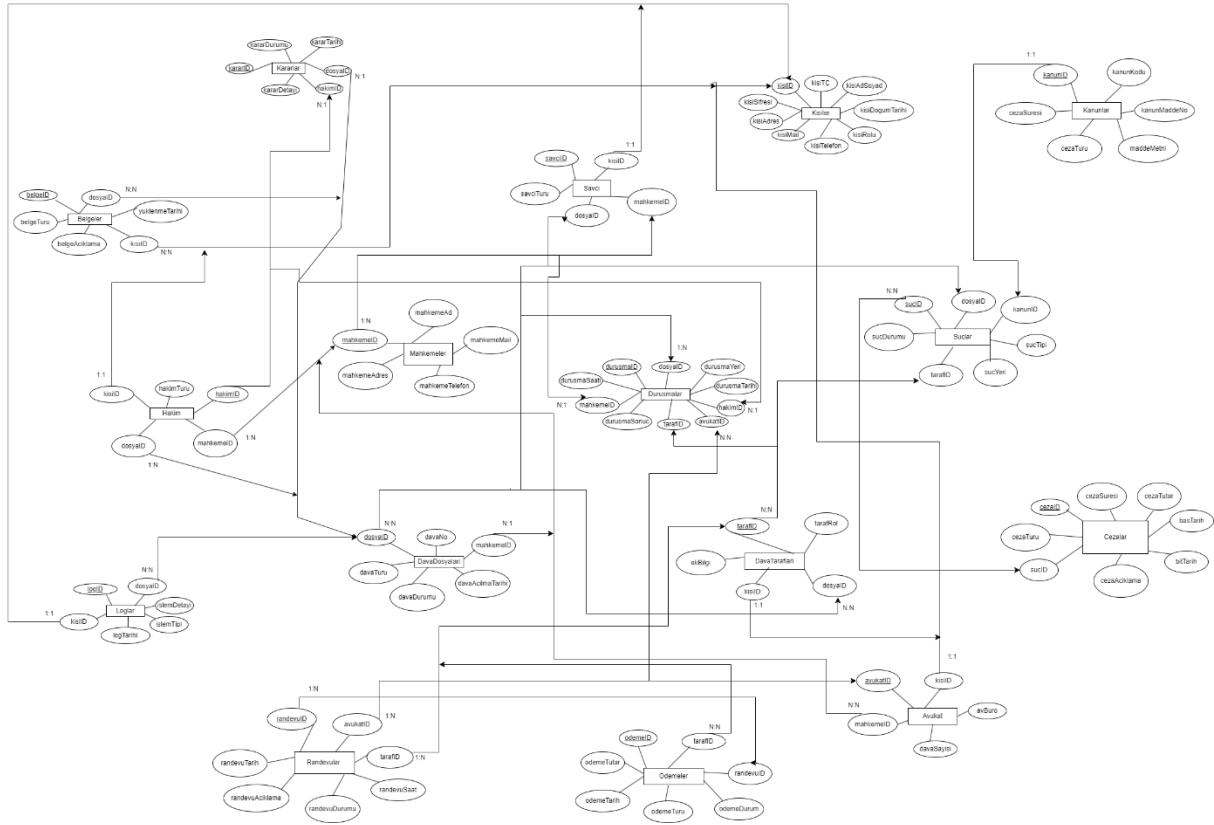 kararDurumu
kararTarihi
kararID
Kararlar
dosyaID
N:1
kararDetayi
hakimID
N:1
kisiID
kisiTC
kisiAdSoyad
kisiSifresi
kisiDogumTarihi
Kisiler
kisiAdres
kisiMail
kisiTelefon
kisiRolu
1:1
kanunID
kanunKodu
cezaSuresi
Kanunlar
kanunMaddeNo
cezaTuru
maddeMetni
savciID
kisiID
1:1
savciTuru
Savcı
mahkemeID
dosyaID
belgeID
dosyaID
N:N
belgeTuru
Belgeler
yuklenmeTarihi
belgeAciklama
kisiID
N:N
N:N
sucID
dosyaID
kanunID
sucDurumu
Suclar
sucTipi
tarafID
sucYeri
1:N
mahkemeID
mahkemeAd
mahkemeMail
Mahkemeler
mahkemeAdres
mahkemeTelefon
durusmaID
dosyaID
1:N
durusmaYeri
durusmaSaati
Durusmalar
durusmaTarih
mahkemeID
N:1
hakimID
N:1
durusmaSonuc
tarafID
avukatID
N:N
1:1
kisiID
hakimTuru
hakimID
Hakim
dosyaID
1:N
mahkemeID
1:N
N:N
dosyaID
davaNo
mahkemeID
N:1
davaTuru
DavaDosyalari
davaAcilmaTarihi
davaDurumu
N:N
tarafID
tarafRol
ekBilgi
DavaTaraflari
kisiID
1:1
dosyaID
N:N
cezaID
cezaSuresi
cezaTutar
basTarih
cezaTuru
Cezalar
bitTarih
sucID
cezaAciklama
N:N
logID
dosyaID
islemDetayi
1:1
kisiID
Loglar
islemTipi
logTarihi
1:1
avukatID
kisiID
N:N
mahkemeID
Avukat
avBuro
davaSayisi
1:N
randevuID
avukatID
1:N
tarafID
1:N
randevuTarih
Randevular
randevuSaat
randevuAciklama
randevuDurumu
N:N
odemeID
tarafID
odemeTutar
Odemeler
randevuID
odemeTarih
odemeTuru
odemeDurum